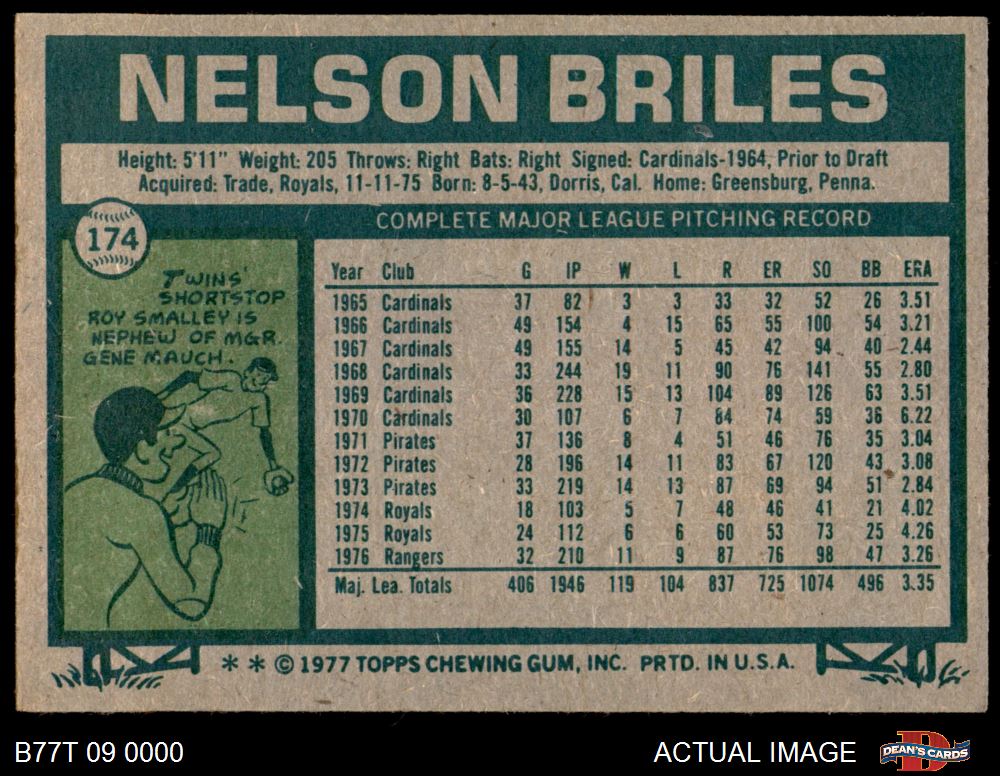 NELSON BRILES
Height: 5'11" Weight: 205 Throws: Right Bats: Right Signed: Cardinals-1964, Prior to Draft
Acquired: Trade, Royals, 11-11-75 Born: 8-5-43, Dorris, Cal. Home: Greensburg, Penna.
174
TWINS'
SHORTSTOP
ROY SMALLEY IS
NEPHEW OF MGR.
GENE MAUCH.
COMPLETE MAJOR LEAGUE PITCHING RECORD
Year Club G IP W L R ER SO BB ERA
1965 Cardinals 37 82 3 3 33 32 52 26 3.51
1966 Cardinals 49 154 4 15 65 55 100 54 3.21
1967 Cardinals 49 155 14 5 45 42 94 40 2.44
1968 Cardinals 33 244 19 11 90 76 141 55 2.80
1969 Cardinals 36 228 15 13 104 89 126 63 3.51
1970 Cardinals 30 107 6 7 84 74 59 36 6.22
1971 Pirates 37 136 8 4 51 46 76 35 3.04
1972 Pirates 28 196 14 11 83 67 120 43 3.08
1973 Pirates 33 219 14 13 87 69 94 51 2.84
1974 Royals 18 103 5 7 48 46 41 21 4.02
1975 Royals 24 112 6 6 60 53 73 25 4.26
1976 Rangers 32 210 11 9 87 76 98 47 3.26
Maj. Lea. Totals 406 1946 119 104 837 725 1074 496 3.35
* * © 1977 TOPPS CHEWING GUM, INC. PRTD. IN U.S.A.
B77T 09 0000
ACTUAL IMAGE
DEAN'S CARDS